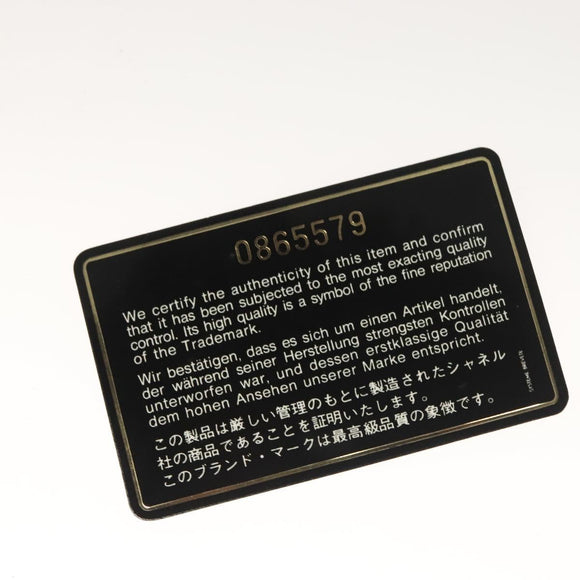 0865579
We certify the authenticity of this item and confirm
that it has been subjected to the most exacting quality
control. Its high quality is a symbol of the fine reputation
of the Trademark.
Wir bestätigen, dass es sich um einen Artikel handelt,
der während seiner Herstellung strengsten Kontrollen
unterworfen war, und dessen erstklassige Qualität
dem hohen Ansehen unserer Marke entspricht.
この製品は厳しい管理のもとに製造されたシャネル
社の商品であることを証明いたします。
このブランド・マークは最高級品質の象徴です。